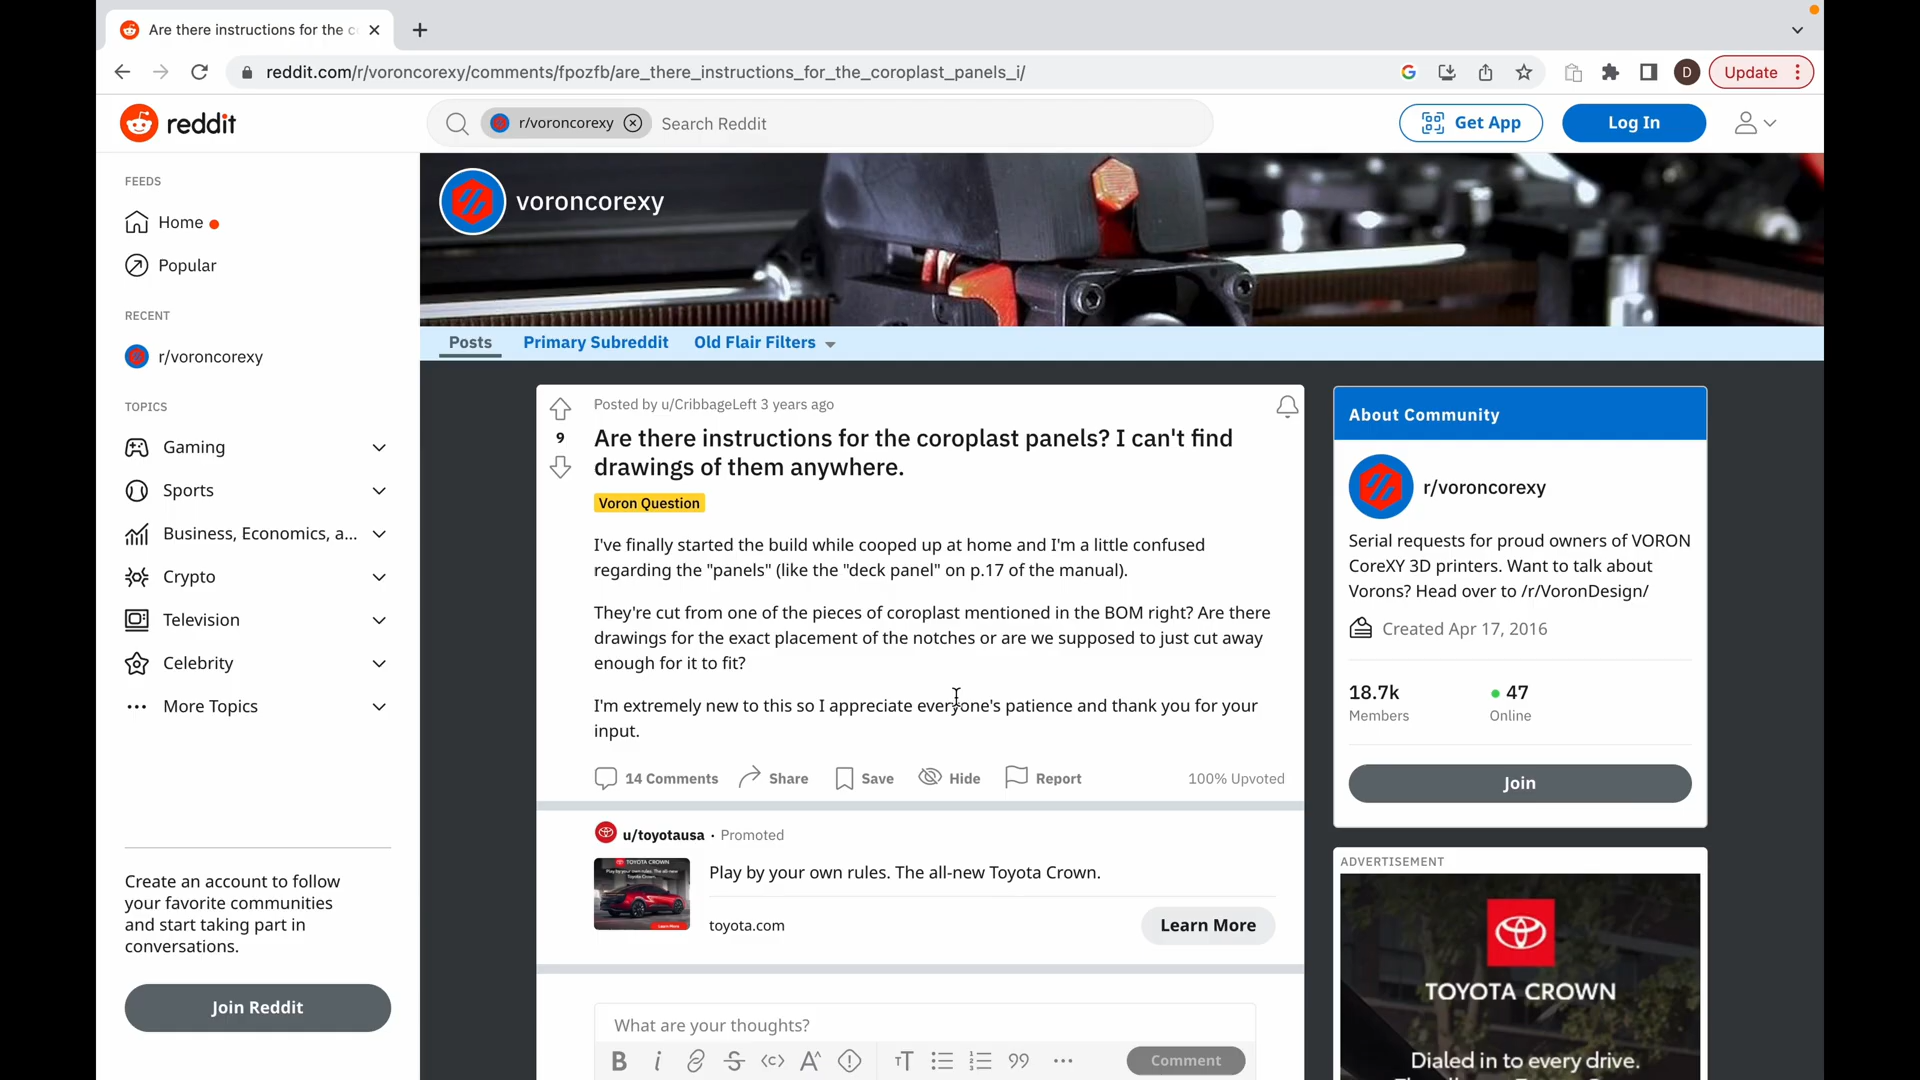 Are there instructions for the c
reddit.com/r/voroncorexy/comments/fpozfb/are_there_instructions_for_the_coroplast_panels_i/
D
Update
reddit
r/voroncorexy
Search Reddit
Get App
Log In
FEEDS
Home
Popular
RECENT
r/voroncorexy
TOPICS
Gaming
Sports
Business, Economics, a...
Crypto
Television
Celebrity
More Topics
Create an account to follow
your favorite communities
and start taking part in
conversations.
Join Reddit
voroncorexy
Posts
Primary Subreddit
Old Flair Filters
Posted by u/CribbageLeft 3 years ago
9
Are there instructions for the coroplast panels? I can't find
drawings of them anywhere.
Voron Question
I've finally started the build while cooped up at home and I'm a little confused
regarding the "panels" (like the "deck panel" on p.17 of the manual).
They're cut from one of the pieces of coroplast mentioned in the BOM right? Are there
drawings for the exact placement of the notches or are we supposed to just cut away
enough for it to fit?
I'm extremely new to this so I appreciate everyone's patience and thank you for your
input.
14 Comments
Share
Save
Hide
Report
100% Upvoted
u/toyotausa · Promoted
TOYOTA CROWN
Play by your own rules. The all-new Toyota Crown.
toyota.com
Learn More
What are your thoughts?
Comment
About Community
r/voroncorexy
Serial requests for proud owners of VORON
CoreXY 3D printers. Want to talk about
Vorons? Head over to /r/VoronDesign/
Created Apr 17, 2016
18.7k
Members
47
Online
Join
ADVERTISEMENT
TOYOTA CROWN
Dialed in to every drive.